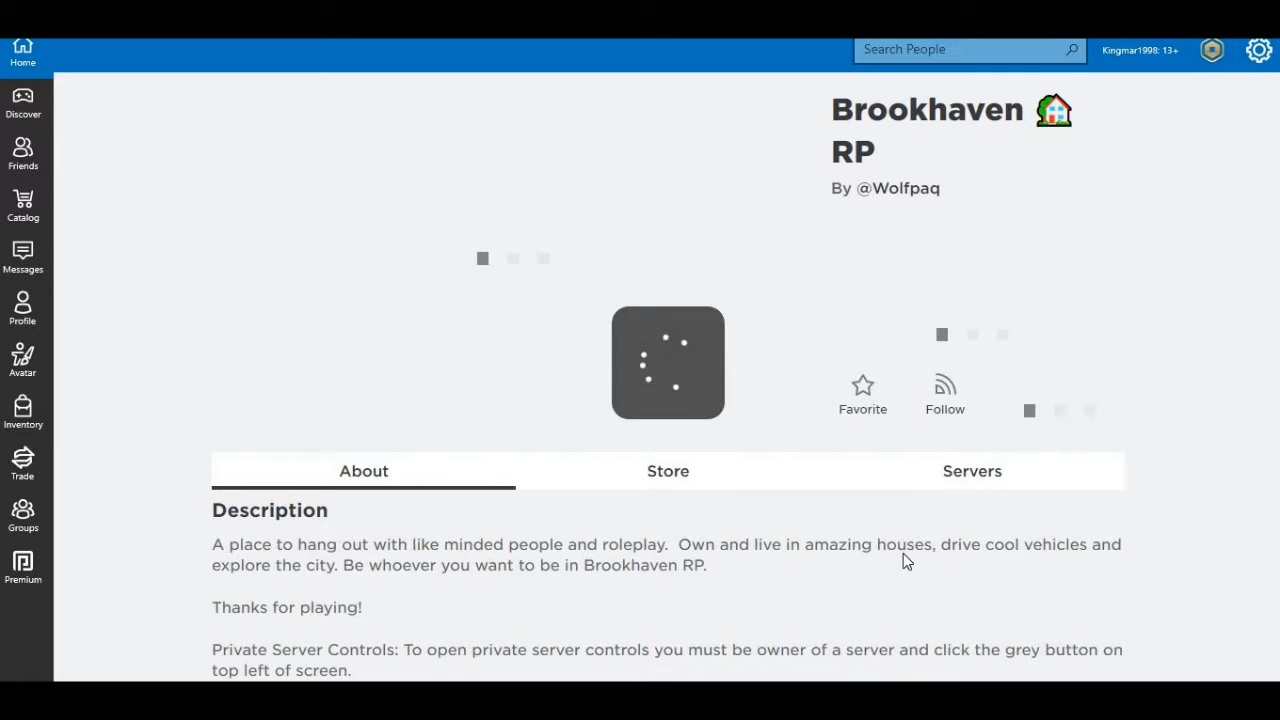 Home
Search People
Kingmar1998: 13+
Discover
Friends
Catalog
Messages
Profile
Avatar
Inventory
Trade
Groups
Premium
Brookhaven 🏡
RP
By @Wolfpaq
Favorite
Follow
About
Store
Servers
Description
A place to hang out with like minded people and roleplay.  Own and live in amazing houses, drive cool vehicles and
explore the city. Be whoever you want to be in Brookhaven RP.
Thanks for playing!
Private Server Controls: To open private server controls you must be owner of a server and click the grey button on
top left of screen.